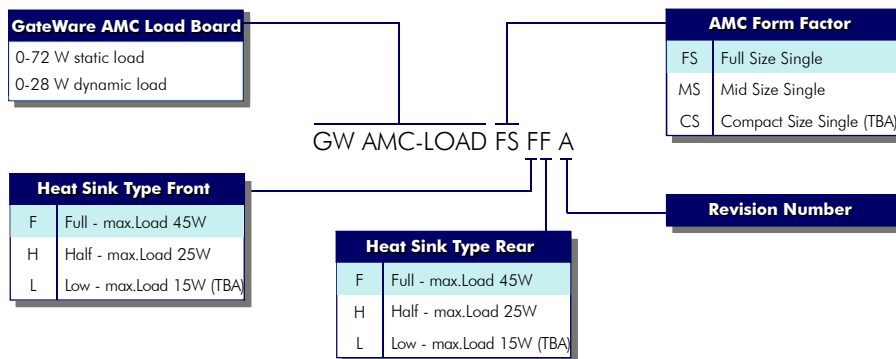 GateWare AMC Load Board
0-72 W static load
0-28 W dynamic load
AMC Form Factor
FS Full Size Single
MS Mid Size Single
CS Compact Size Single (TBA)
GW AMC-LOAD FS FF A
Heat Sink Type Front
F Full - max.Load 45W
H Half - max.Load 25W
L Low - max.Load 15W (TBA)
Revision Number
Heat Sink Type Rear
F Full - max.Load 45W
H Half - max.Load 25W
L Low - max.Load 15W (TBA)